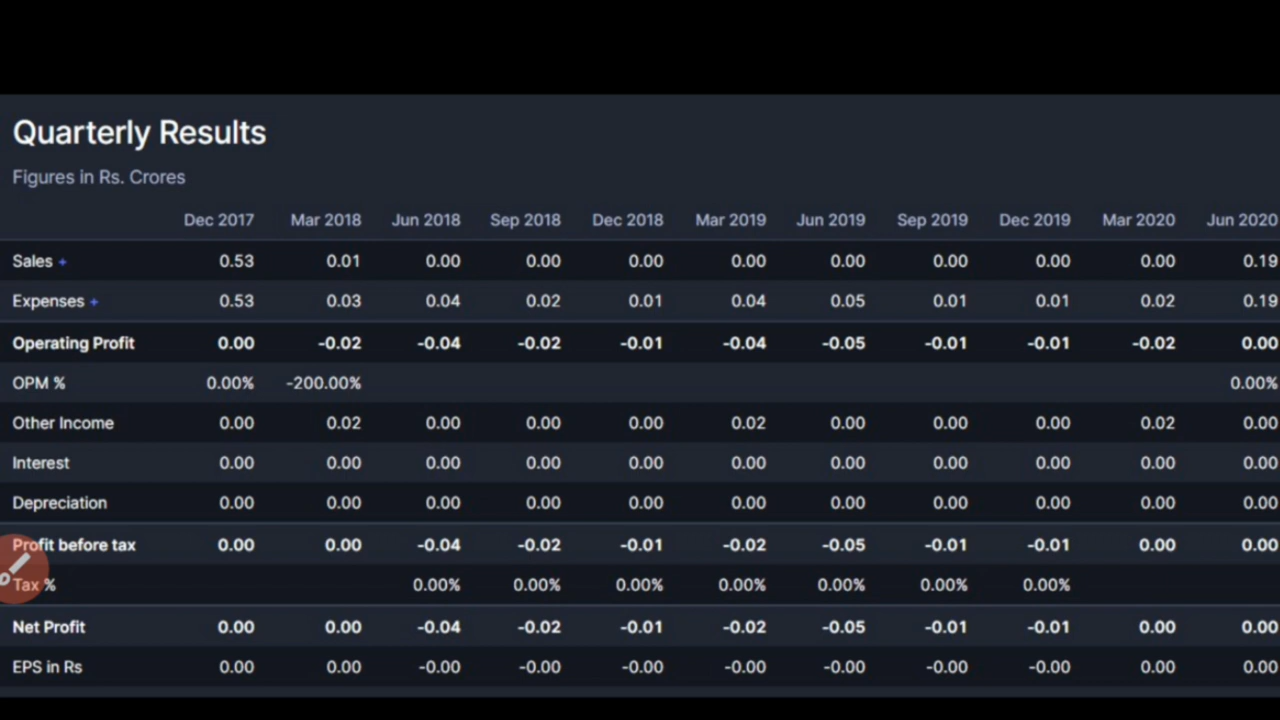 Quarterly Results
Figures in Rs. Crores
Dec 2017 Mar 2018 Jun 2018 Sep 2018 Dec 2018 Mar 2019 Jun 2019 Sep 2019 Dec 2019 Mar 2020 Jun 2020
Sales + 0.53 0.01 0.00 0.00 0.00 0.00 0.00 0.00 0.00 0.00 0.19
Expenses + 0.53 0.03 0.04 0.02 0.01 0.04 0.05 0.01 0.01 0.02 0.19
Operating Profit 0.00 -0.02 -0.04 -0.02 -0.01 -0.04 -0.05 -0.01 -0.01 -0.02 0.00
OPM % 0.00% -200.00% 0.00%
Other Income 0.00 0.02 0.00 0.00 0.00 0.02 0.00 0.00 0.00 0.02 0.00
Interest 0.00 0.00 0.00 0.00 0.00 0.00 0.00 0.00 0.00 0.00 0.00
Depreciation 0.00 0.00 0.00 0.00 0.00 0.00 0.00 0.00 0.00 0.00 0.00
Profit before tax 0.00 0.00 -0.04 -0.02 -0.01 -0.02 -0.05 -0.01 -0.01 0.00 0.00
Tax % 0.00% 0.00% 0.00% 0.00% 0.00% 0.00% 0.00%
Net Profit 0.00 0.00 -0.04 -0.02 -0.01 -0.02 -0.05 -0.01 -0.01 0.00 0.00
EPS in Rs 0.00 0.00 -0.00 -0.00 -0.00 -0.00 -0.00 -0.00 -0.00 0.00 0.00